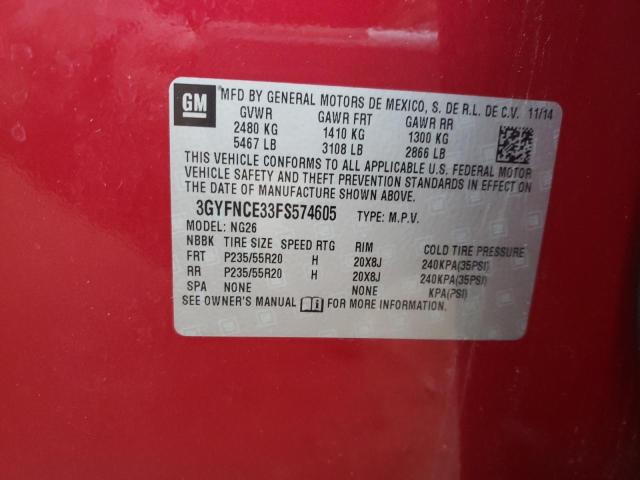 GM
MFD BY GENERAL MOTORS DE MEXICO, S. DE R.L. DE C.V. 11/14
GVWR GAWR FRT GAWR RR
2480 KG 1410 KG 1300 KG
5467 LB 3108 LB 2866 LB
THIS VEHICLE CONFORMS TO ALL APPLICABLE U.S. FEDERAL MOTOR
VEHICLE SAFETY AND THEFT PREVENTION STANDARDS IN EFFECT ON
THE DATE OF MANUFACTURE SHOWN ABOVE.
3GYFNCE33FS574605 TYPE: M.P.V.
MODEL: NG26
NBBK TIRE SIZE SPEED RTG RIM COLD TIRE PRESSURE
FRT P235/55R20 H 20X8J 240KPA(35PSI)
RR P235/55R20 H 20X8J 240KPA(35PSI)
SPA NONE NONE KPA(PSI)
SEE OWNER'S MANUAL FOR MORE INFORMATION.